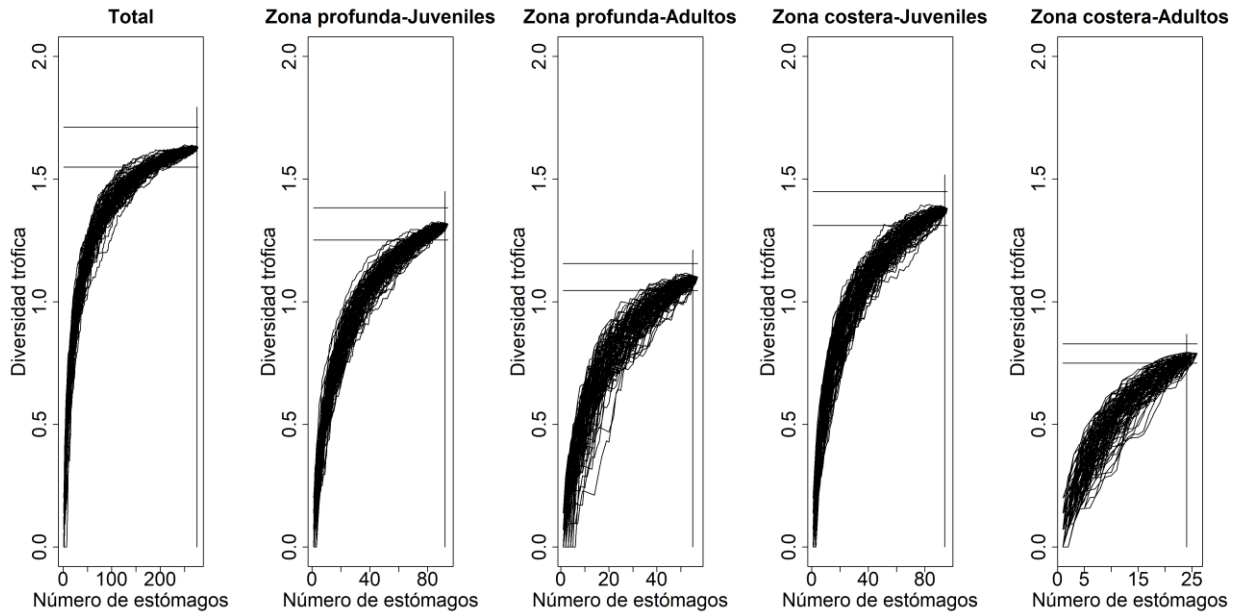 Total
Diversidad trófica
0.0 0.5 1.0 1.5 2.0
0 100 200
Número de estómagos
Zona profunda-Juveniles
Diversidad trófica
0.0 0.5 1.0 1.5 2.0
0 40 80
Número de estómagos
Zona profunda-Adultos
Diversidad trófica
0.0 0.5 1.0 1.5 2.0
0 20 40
Número de estómagos
Zona costera-Juveniles
Diversidad trófica
0.0 0.5 1.0 1.5 2.0
0 40 80
Número de estómagos
Zona costera-Adultos
Diversidad trófica
0.0 0.5 1.0 1.5 2.0
0 5 15 25
Número de estómagos